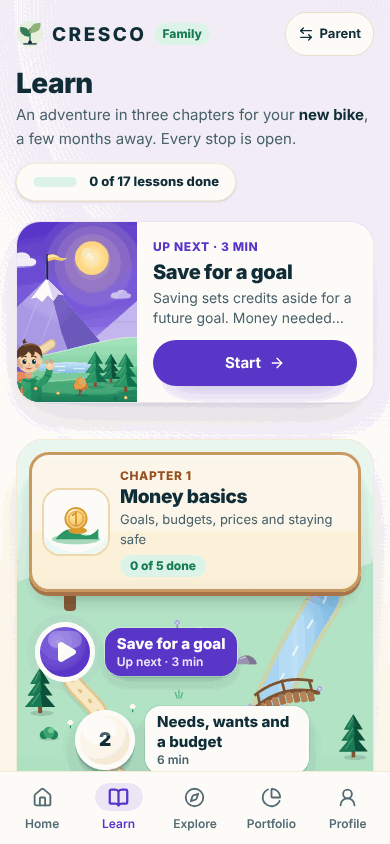 CRESCO Family
Parent
Learn
An adventure in three chapters for your new bike,
a few months away. Every stop is open.
0 of 17 lessons done
UP NEXT · 3 MIN
Save for a goal
Saving sets credits aside for a
future goal. Money needed...
Start
CHAPTER 1
1
Money basics
Goals, budgets, prices and staying
safe
0 of 5 done
Save for a goal
Up next · 3 min
2
Needs, wants and
a budget
6 min
Home
Learn
Explore
Portfolio
Profile